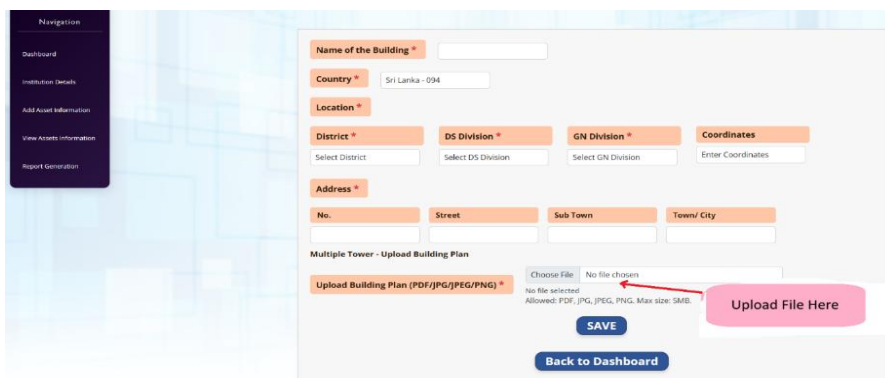 Navigation
Dashboard
Institution Details
Add Asset Information
View Assets Information
Report Generation
Name of the Building *
Country * Sri Lanka - 094
Location *
District * DS Division * GN Division * Coordinates
Select District Select DS Division Select GN Division Enter Coordinates
Address *
No. Street Sub Town Town/ City
Multiple Tower - Upload Building Plan
Upload Building Plan (PDF/JPG/JPEG/PNG) * Choose File No file chosen
No file selected
Allowed: PDF, JPG, JPEG, PNG. Max size: 5MB.
Upload File Here
SAVE
Back to Dashboard